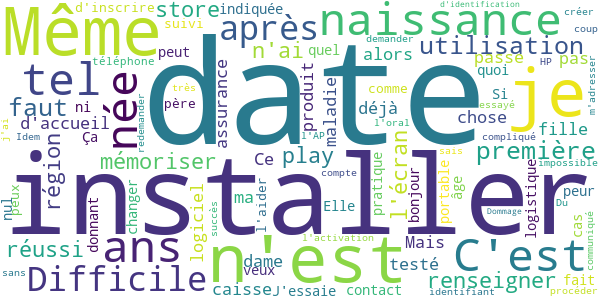 d'inscrire
store
indiquée
d'identification
créer
Même
suivi
après
naissance
demander
coup
téléphone
peut
n'ai
quel
alors
utilisation
passe
pas
HP
tel
date
je
quoi
m'adresser
très
comme
Si
essayé
faut
ni
née
père
assurance
produit
maladie
déjà
chose
d'accueil
Ça
redemander
l'oral
compliqué
fille
j'ai
Idem
l'AP
l'écran
sais
première
région
mémoriser
Ce
play
pratique
bonjour
portable
âge
logistique
impossible
installer
peux
nul
donnant
changer
logiciel
ma
l'aider
Elle
compte
peur
Du
cas
réussi
ans
succès
n'est
l'activation
Mais
C'est
Dommage
communiqué
sans
Difficile
dame
veux
testé
renseigner
fait
caisse
J'essaie
contact
identifiant
procéder